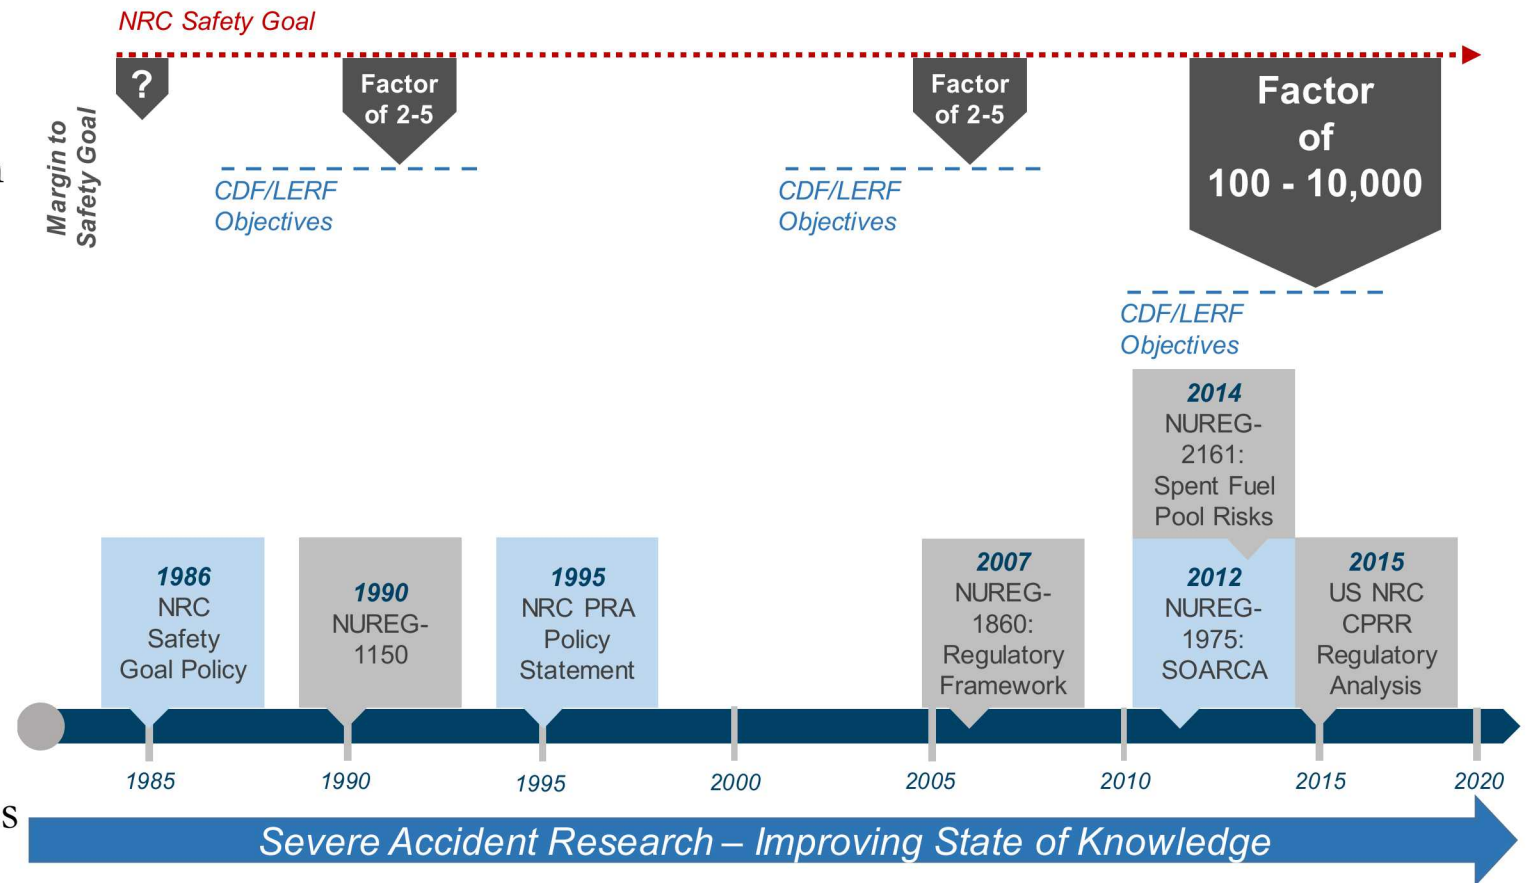 NRC Safety Goal
?
Factor
of 2-5
Factor
of 2-5
Factor
of
100 - 10,000
Margin to
Safety Goal
CDF/LERF
Objectives
CDF/LERF
Objectives
CDF/LERF
Objectives
2014
NUREG-
2161:
Spent Fuel
Pool Risks
1986
NRC
Safety
Goal Policy
1990
NUREG-
1150
1995
NRC PRA
Policy
Statement
2007
NUREG-
1860:
Regulatory
Framework
2012
NUREG-
1975:
SOARCA
2015
US NRC
CPRR
Regulatory
Analysis
1985
1990
1995
2000
2005
2010
2015
2020
s
Severe Accident Research – Improving State of Knowledge